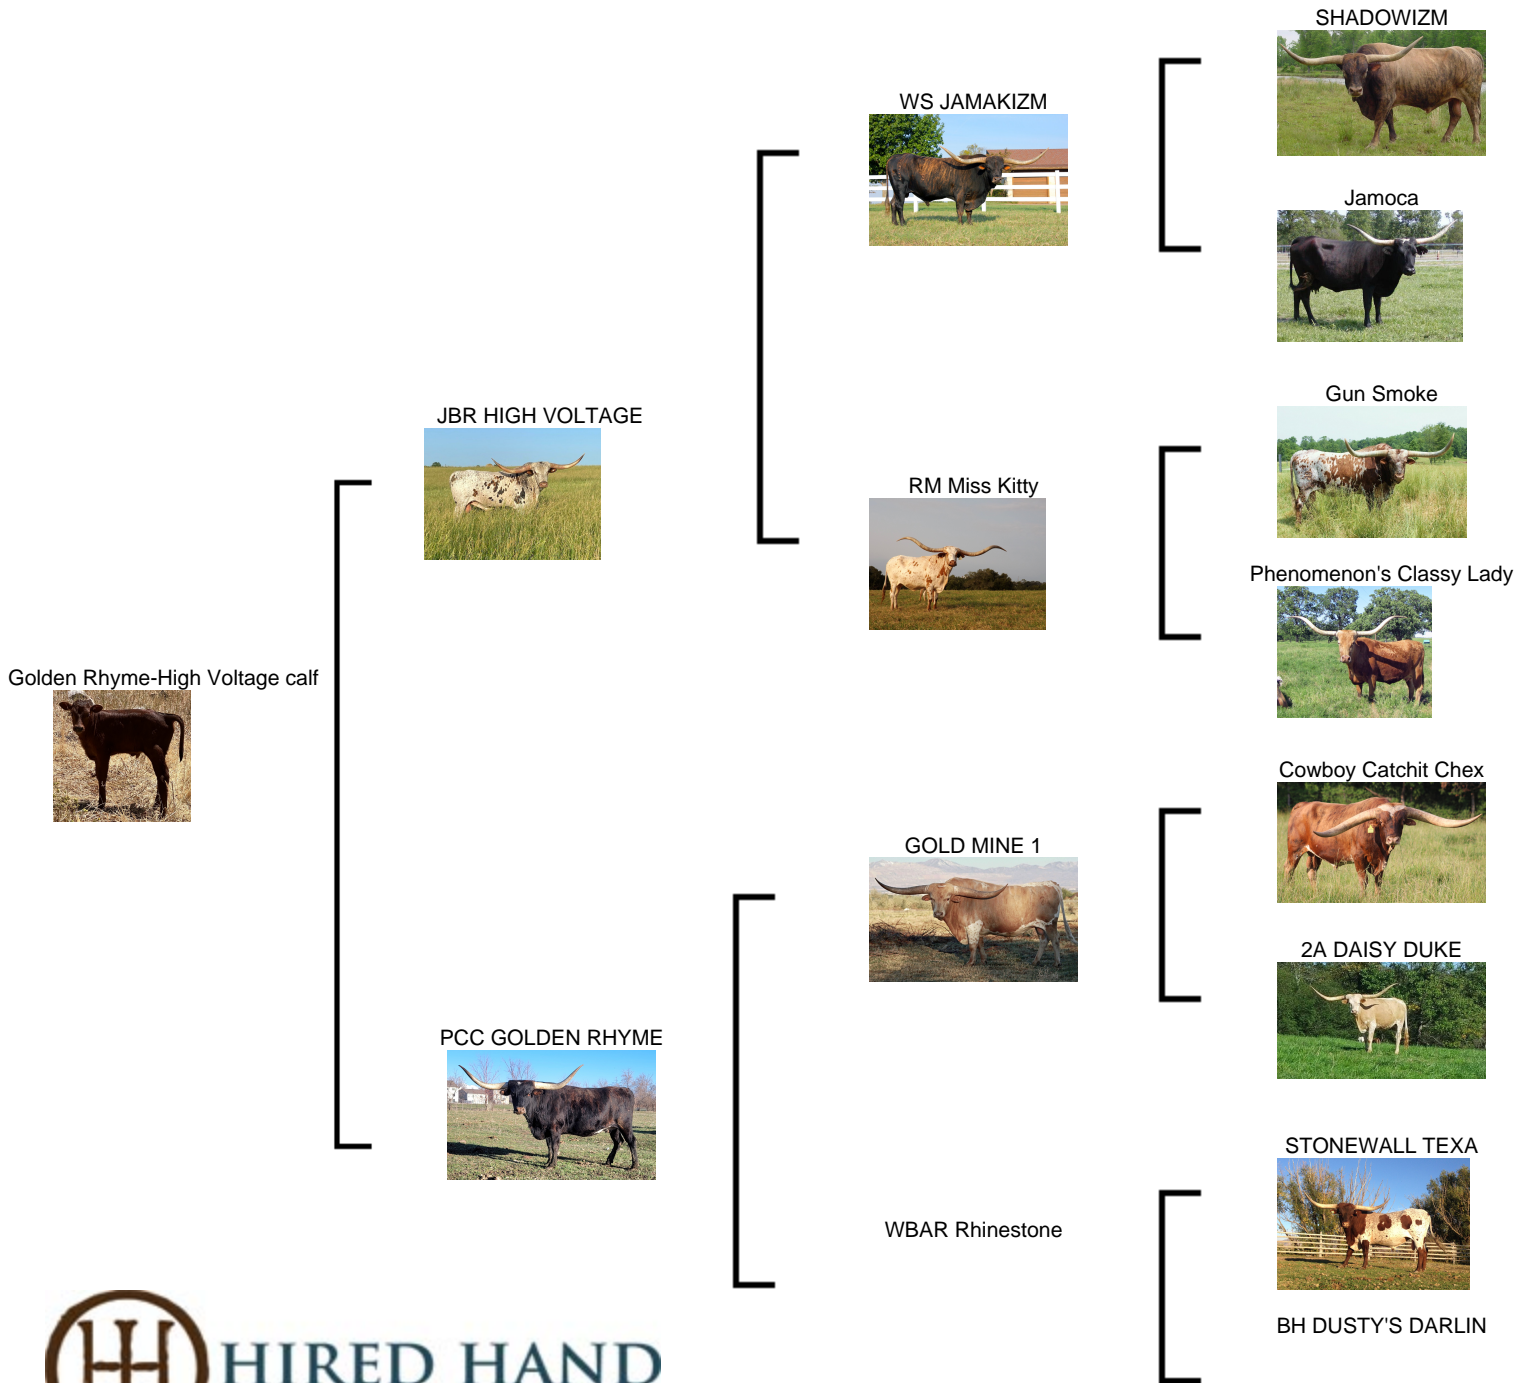 SHADOWIZM
WS JAMAKIZM
Jamoca
Gun Smoke
JBR HIGH VOLTAGE
RM Miss Kitty
Phenomenon's Classy Lady
Golden Rhyme-High Voltage calf
Cowboy Catchit Chex
GOLD MINE 1
2A DAISY DUKE
PCC GOLDEN RHYME
STONEWALL TEXA
WBAR Rhinestone
BH DUSTY'S DARLIN
HIRED HAND